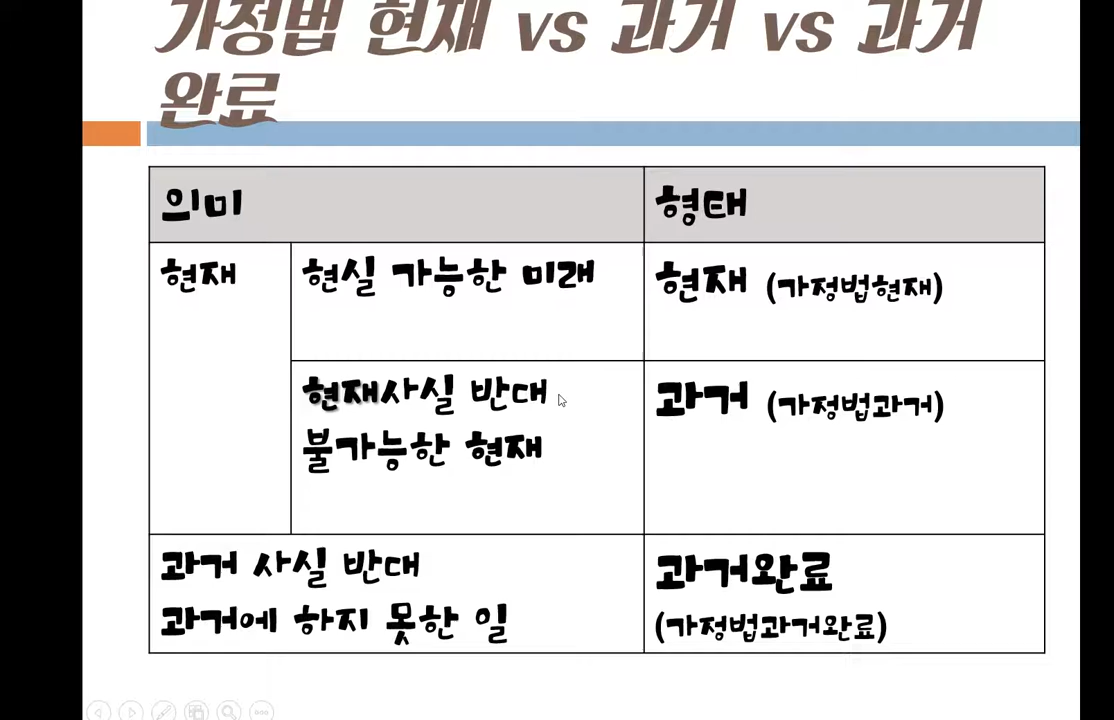 가정법 현재 vs 과거 vs 과거
완료
의미
형태
현재
현실 가능한 미래
현재 (가정법현재)
현재사실 반대
불가능한 현재
과거 (가정법과거)
과거 사실 반대
과거에 하지 못한 일
과거완료
(가정법과거완료)